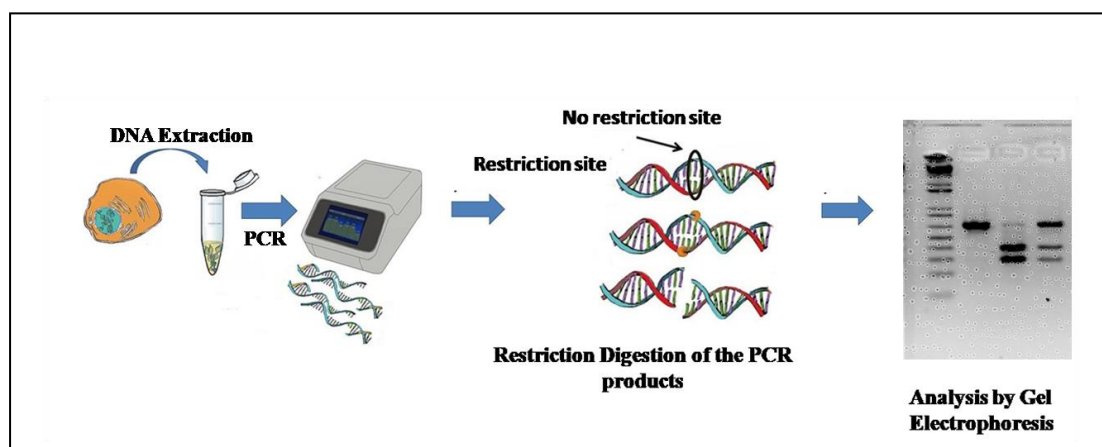 DNA Extraction
PCR
No restriction site
Restriction site
Restriction Digestion of the PCR
products
Analysis by Gel
Electrophoresis